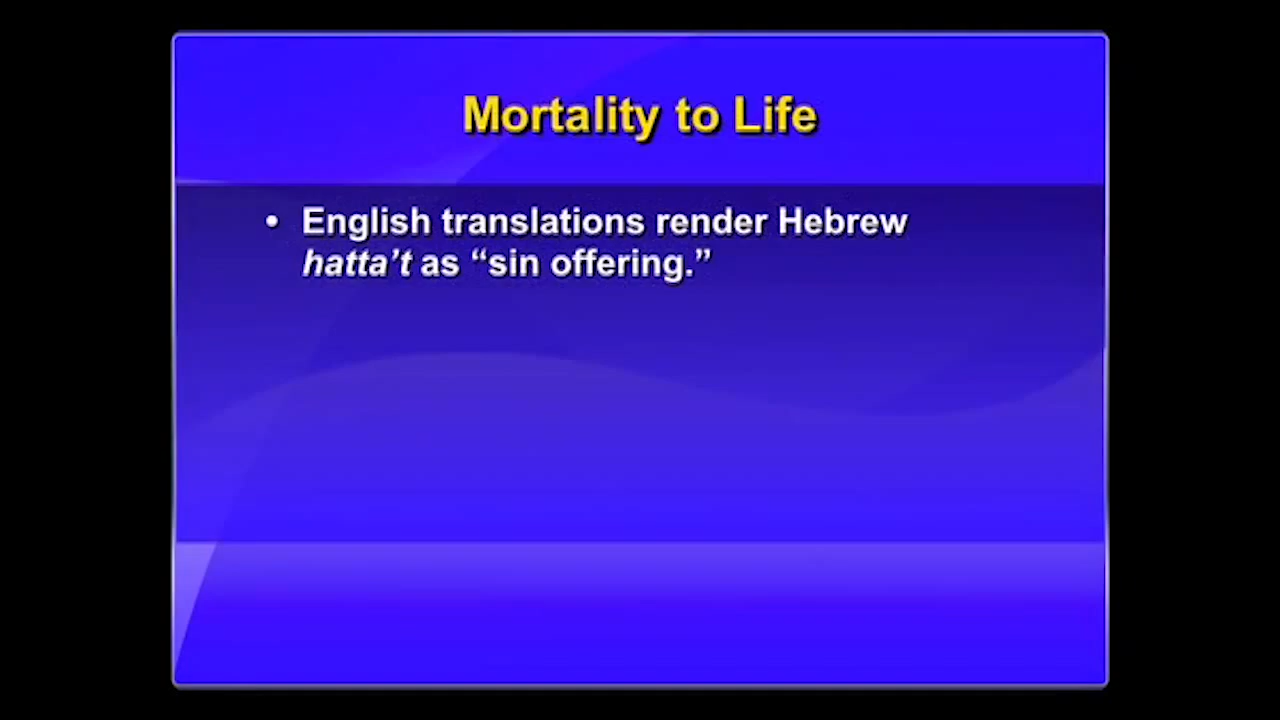 Mortality to Life
• English translations render Hebrew
hatta’t as “sin offering.”